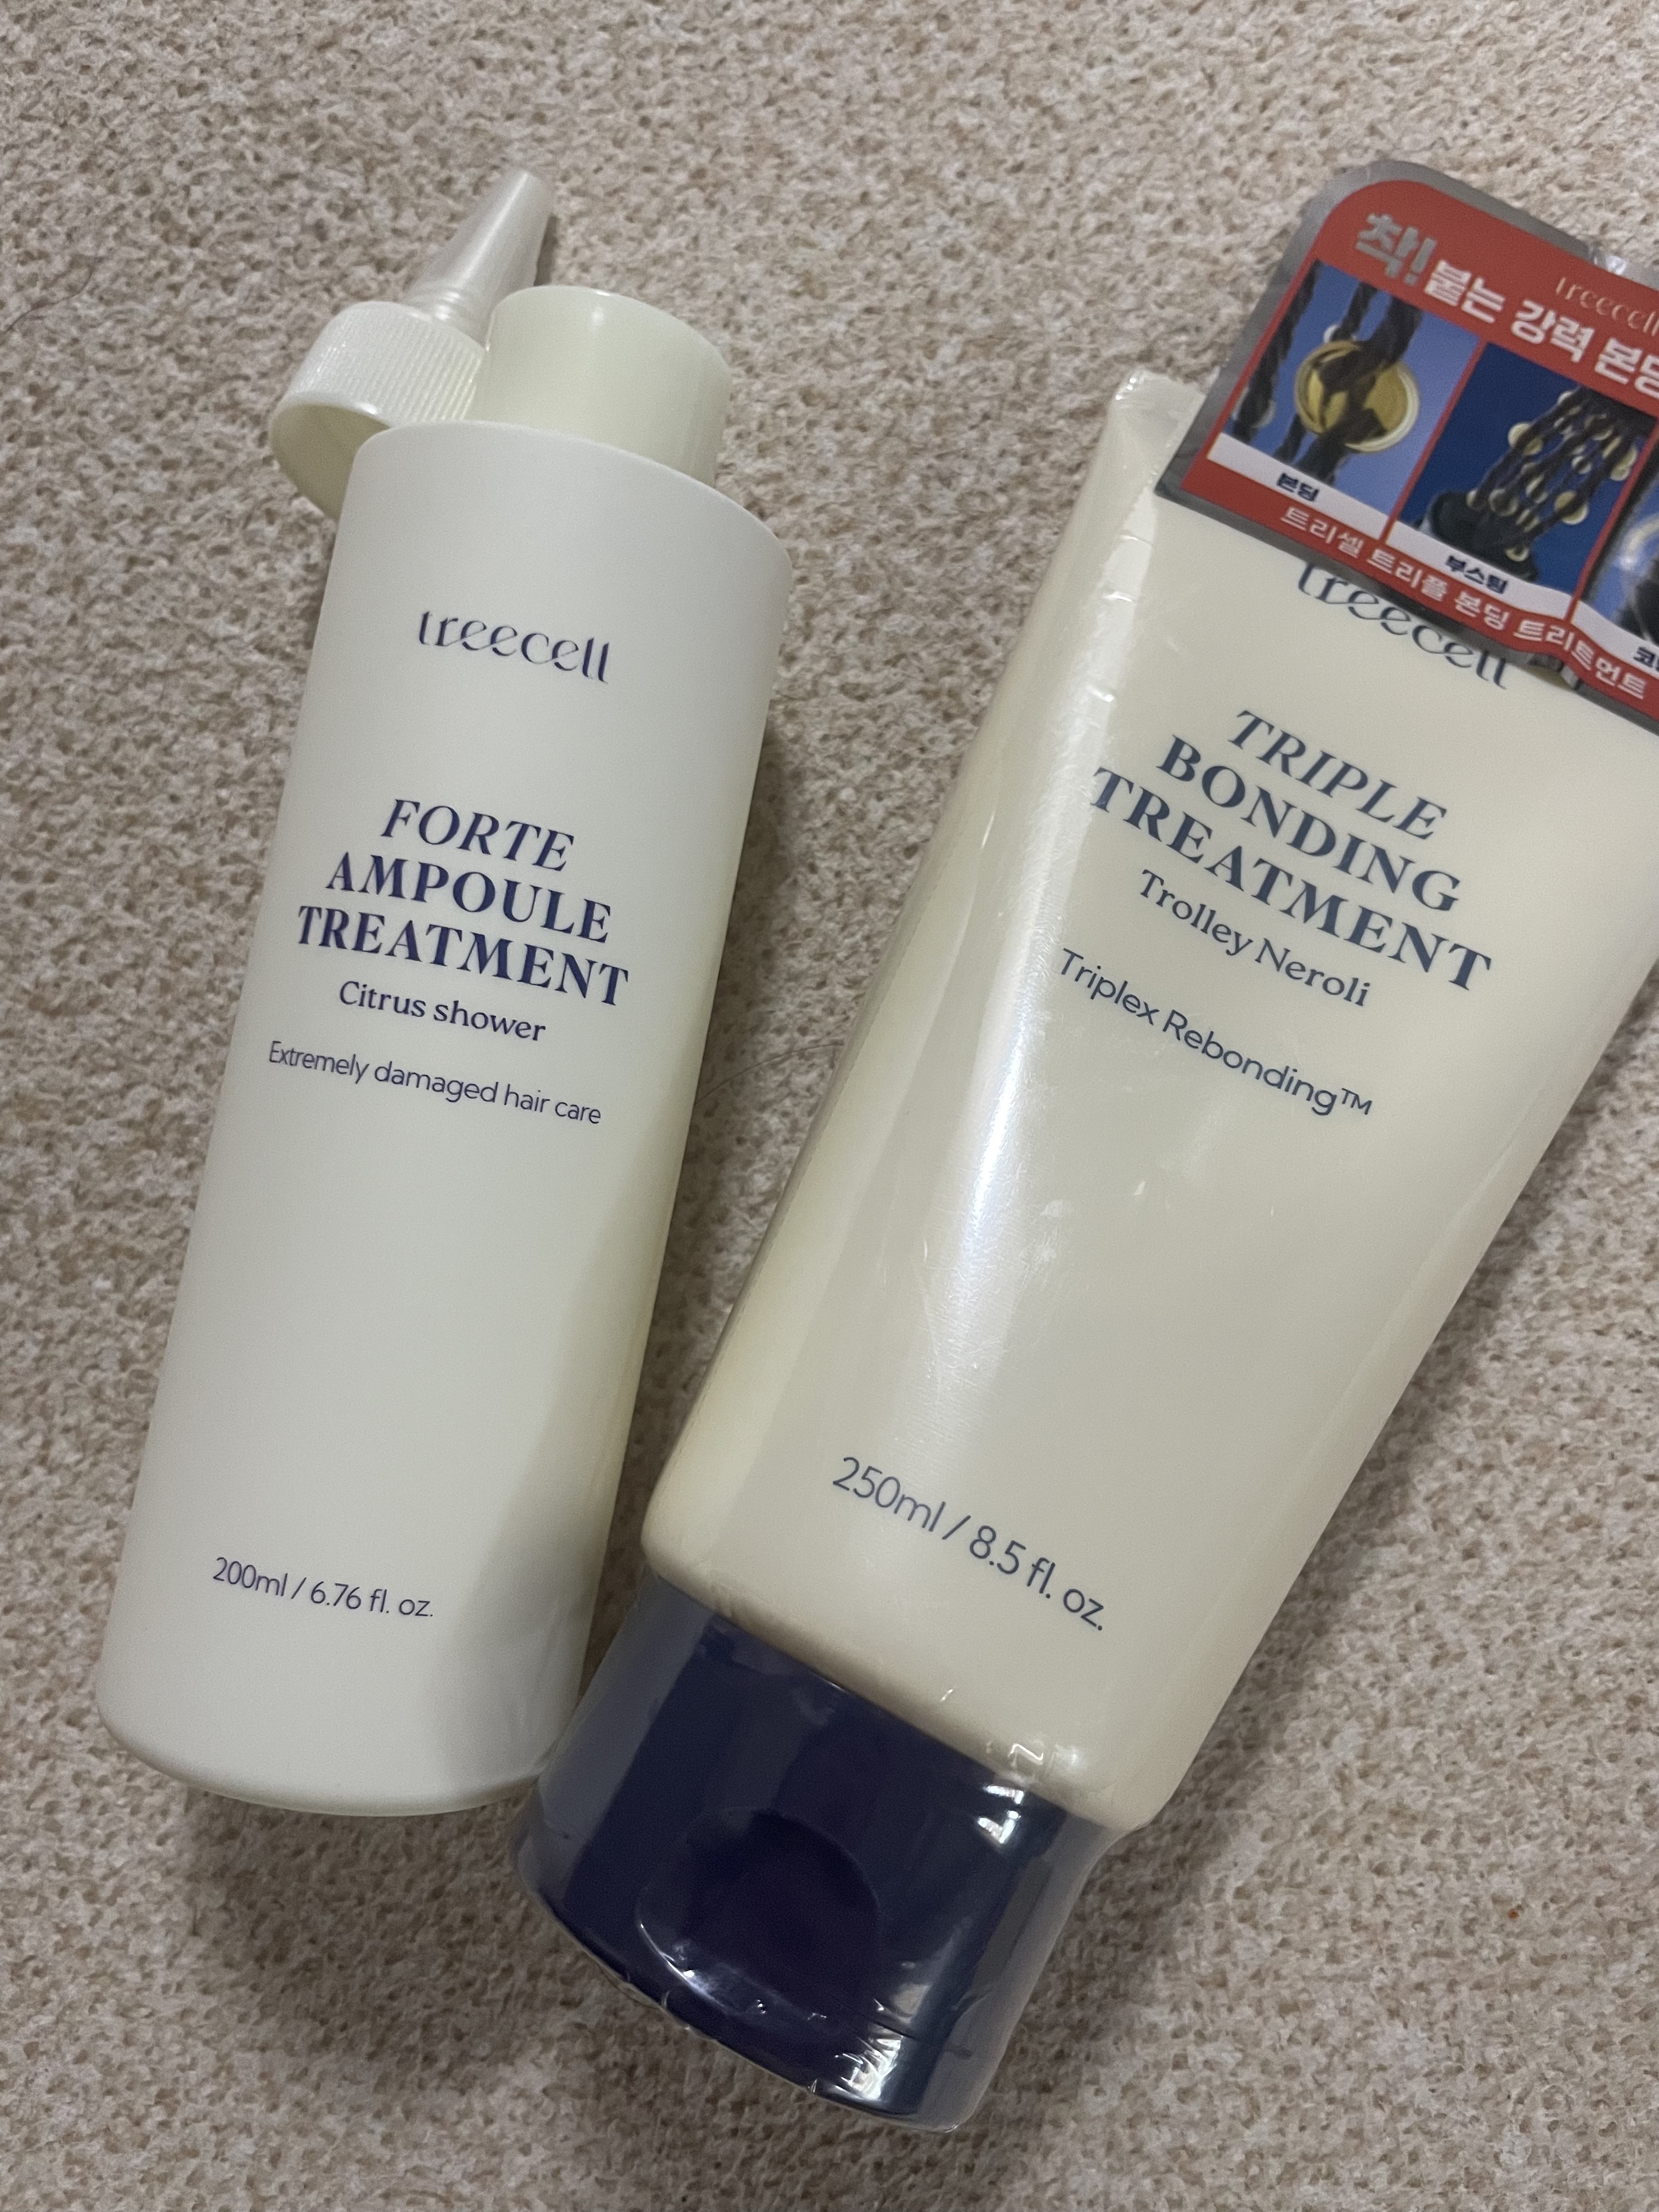 treecell
FORTE
AMPOULE
TREATMENT
Citrus shower
Extremely damaged hair care
200ml / 6.76 fl. oz.
treecell
착! 붙는 강력 본딩
본딩
부스팅
트리셀 트리플 본딩 트리트먼트
treecell
TRIPLE
BONDING
TREATMENT
Trolley Neroli
Triplex Rebonding™
250ml / 8.5 fl. oz.